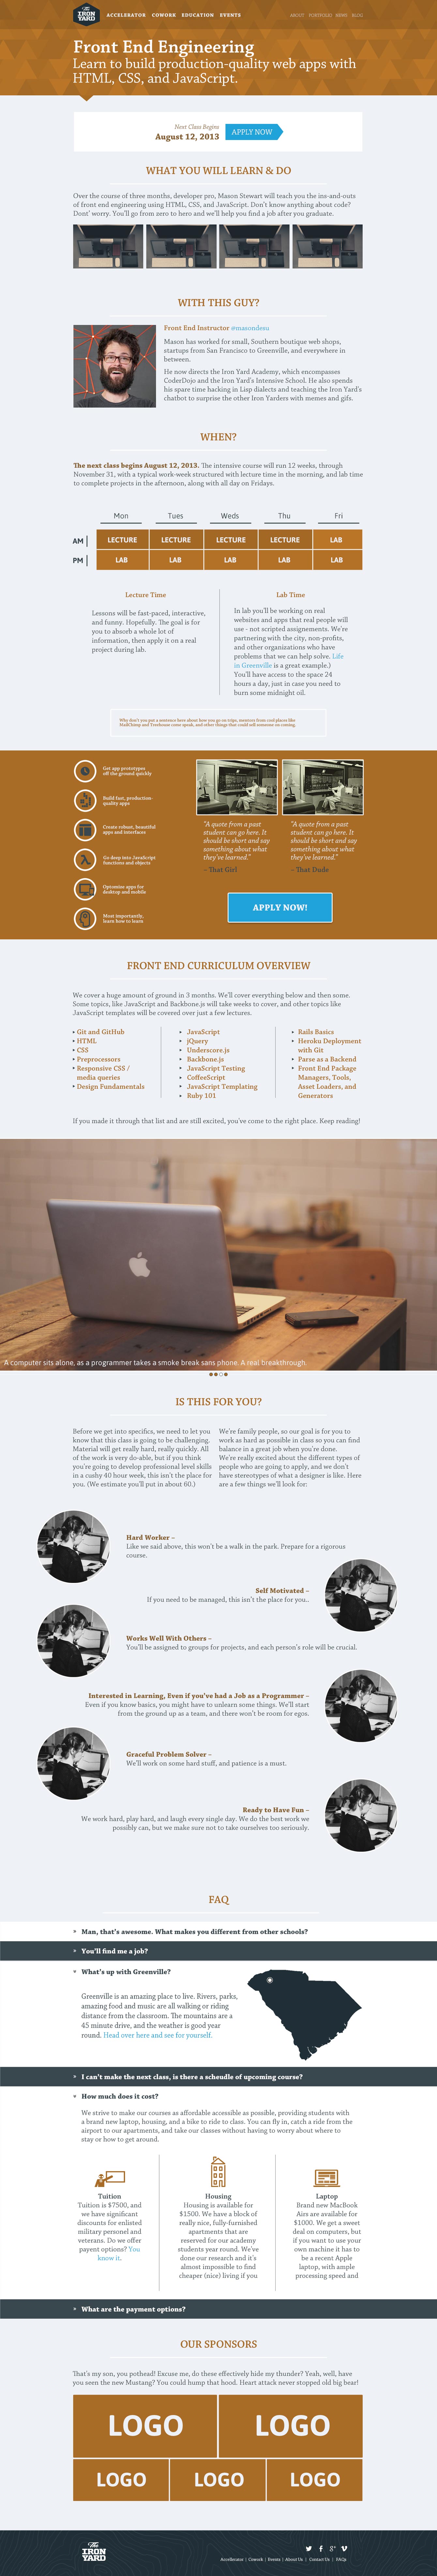 The
IRON
YARD
ACCELERATOR COWORK EDUCATION EVENTS
ABOUT PORTFOLIO NEWS BLOG
Front End Engineering
Learn to build production-quality web apps with
HTML, CSS, and JavaScript.
Next Class Begins
August 12, 2013
APPLY NOW
WHAT YOU WILL LEARN & DO
Over the course of three months, developer pro, Mason Stewart will teach you the ins-and-outs
of front end engineering using HTML, CSS, and JavaScript. Don't know anything about code?
Dont' worry. You'll go from zero to hero and we'll help you find a job after you graduate.
WITH THIS GUY?
Front End Instructor @masondesu
Mason has worked for small, Southern boutique web shops,
startups from San Francisco to Greenville, and everywhere in
between.
He now directs the Iron Yard Academy, which encompasses
CoderDojo and the Iron Yard's Intensive School. He also spends
his spare time hacking in Lisp dialects and teaching the Iron Yard's
chatbot to surprise the other Iron Yarders with memes and gifs.
WHEN?
The next class begins August 12, 2013. The intensive course will run 12 weeks, through
November 31, with a typical work-week structured with lecture time in the morning, and lab time
to complete projects in the afternoon, along with all day on Fridays.
Mon Tues Weds Thu Fri
AM LECTURE LECTURE LECTURE LECTURE LAB
PM LAB LAB LAB LAB LAB
Lecture Time
Lessons will be fast-paced, interactive,
and funny. Hopefully. The goal is for
you to absorb a whole lot of
information, then apply it on a real
project during lab.
Lab Time
In lab you'll be working on real
websites and apps that real people will
use - not scripted assignments. We're
partnering with the city, non-profits,
and other organizations who have
problems that we can help solve. Life
in Greenville is a great example.)
You'll have access to the space 24
hours a day, just in case you need to
burn some midnight oil.
Why don't you put a sentence here about how you go on trips, mentors from cool places like
MailChimp and Treehouse come speak, and other things that could sell someone on coming.
Get app prototypes
off the ground quickly
Build fast, production-
quality apps
Create robust, beautiful
apps and interfaces
Go deep into JavaScript
functions and objects
Optomize apps for
desktop and mobile
Most importantly,
learn how to learn
"A quote from a past
student can go here. It
should be short and say
something about what
they've learned."
– That Girl
"A quote from a past
student can go here. It
should be short and say
something about what
they've learned."
– That Dude
APPLY NOW!
FRONT END CURRICULUM OVERVIEW
We cover a huge amount of ground in 3 months. We'll cover everything below and then some.
Some topics, like JavaScript and Backbone.js will take weeks to cover, and other topics like
JavaScript templates will be covered over just a few lectures.
• Git and GitHub
• HTML
• CSS
• Preprocessors
• Responsive CSS /
media queries
• Design Fundamentals
• JavaScript
• jQuery
• Underscore.js
• Backbone.js
• JavaScript Testing
• CoffeeScript
• JavaScript Templating
• Ruby 101
• Rails Basics
• Heroku Deployment
with Git
• Parse as a Backend
• Front End Package
Managers, Tools,
Asset Loaders, and
Generators
If you made it through that list and are still excited, you've come to the right place. Keep reading!
A computer sits alone, as a programmer takes a smoke break sans phone. A real breakthrough.
IS THIS FOR YOU?
Before we get into specifics, we need to let you
know that this class is going to be challenging.
Material will get really hard, really quickly. All
of the work is very do-able, but if you think
you're going to develop professional level skills
in a cushy 40 hour week, this isn't the place for
you. (We estimate you'll put in about 60.)
We're family people, so our goal is for you to
work as hard as possible in class so you can find
balance in a great job when you're done.
We're really excited about the different types of
people who are going to apply, and we don't
have stereotypes of what a designer is like. Here
are a few things we'll look for:
Hard Worker –
Like we said above, this won't be a walk in the park. Prepare for a rigorous
course.
Self Motivated –
If you need to be managed, this isn't the place for you..
Works Well With Others –
You'll be assigned to groups for projects, and each person's role will be crucial.
Interested in Learning, Even if you've had a Job as a Programmer –
Even if you know basics, you might have to unlearn some things. We'll start
from the ground up as a team, and there won't be room for egos.
Graceful Problem Solver –
We'll work on some hard stuff, and patience is a must.
Ready to Have Fun –
We work hard, play hard, and laugh every single day. We do the best work we
possibly can, but we make sure not to take ourselves too seriously.
FAQ
Man, that's awesome. What makes you different from other schools?
You'll find me a job?
What's up with Greenville?
Greenville is an amazing place to live. Rivers, parks,
amazing food and music are all walking or riding
distance from the classroom. The mountains are a
45 minute drive, and the weather is good year
round. Head over here and see for yourself.
I can't make the next class, is there a scheudle of upcoming course?
How much does it cost?
We strive to make our courses as affordable accessible as possible, providing students with
a brand new laptop, housing, and a bike to ride to class. You can fly in, catch a ride from the
airport to our apartments, and take our classes without having to worry about where to
stay or how to get around.
Tuition
Tuition is $7500, and
we have significant
discounts for enlisted
military personel and
veterans. Do we offer
payent options? You
know it.
Housing
Housing is available for
$1500. We have a block of
really nice, fully-furnished
apartments that are
reserved for our academy
students year round. We've
done our research and it's
almost impossible to find
cheaper (nice) living if you
Laptop
Brand new MacBook
Airs are available for
$1000. We get a sweet
deal on computers, but
if you want to use your
own machine it has to
be a recent Apple
laptop, with ample
processing speed and
What are the payment options?
OUR SPONSORS
That's my son, you pothead! Excuse me, do these effectively hide my thunder? Yeah, well, have
you seen the new Mustang? You could hump that hood. Heart attack never stopped old big bear!
LOGO LOGO
LOGO LOGO LOGO
The
IRON
YARD
Accellerator | Cowork | Events | About Us | Contact Us | FAQs